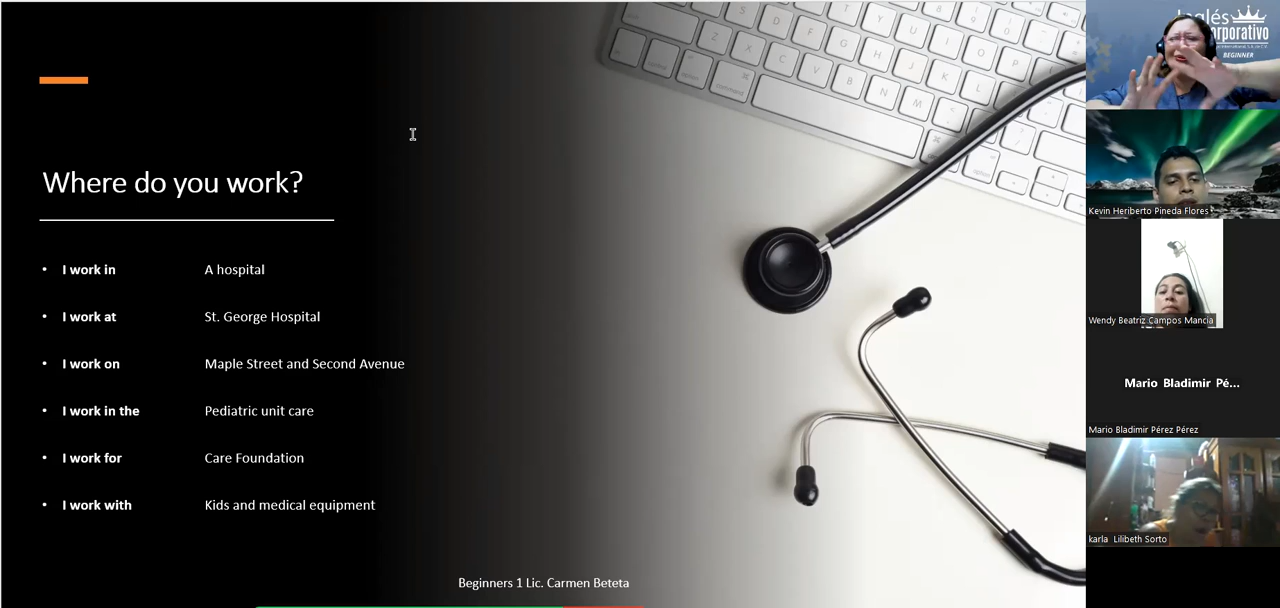 Where do you work?
I work in A hospital
I work at St. George Hospital
I work on Maple Street and Second Avenue
I work in the Pediatric unit care
I work for Care Foundation
I work with Kids and medical equipment
Beginners 1 Lic. Carmen Beteta
Inglés
orporativo
BEGINNER
Kevin Heriberto Pineda Flores
Wendy Beatriz Campos Mancia
Mario Bladimir Pé...
Mario Bladimir Pérez Pérez
karla Lilibeth Sorto